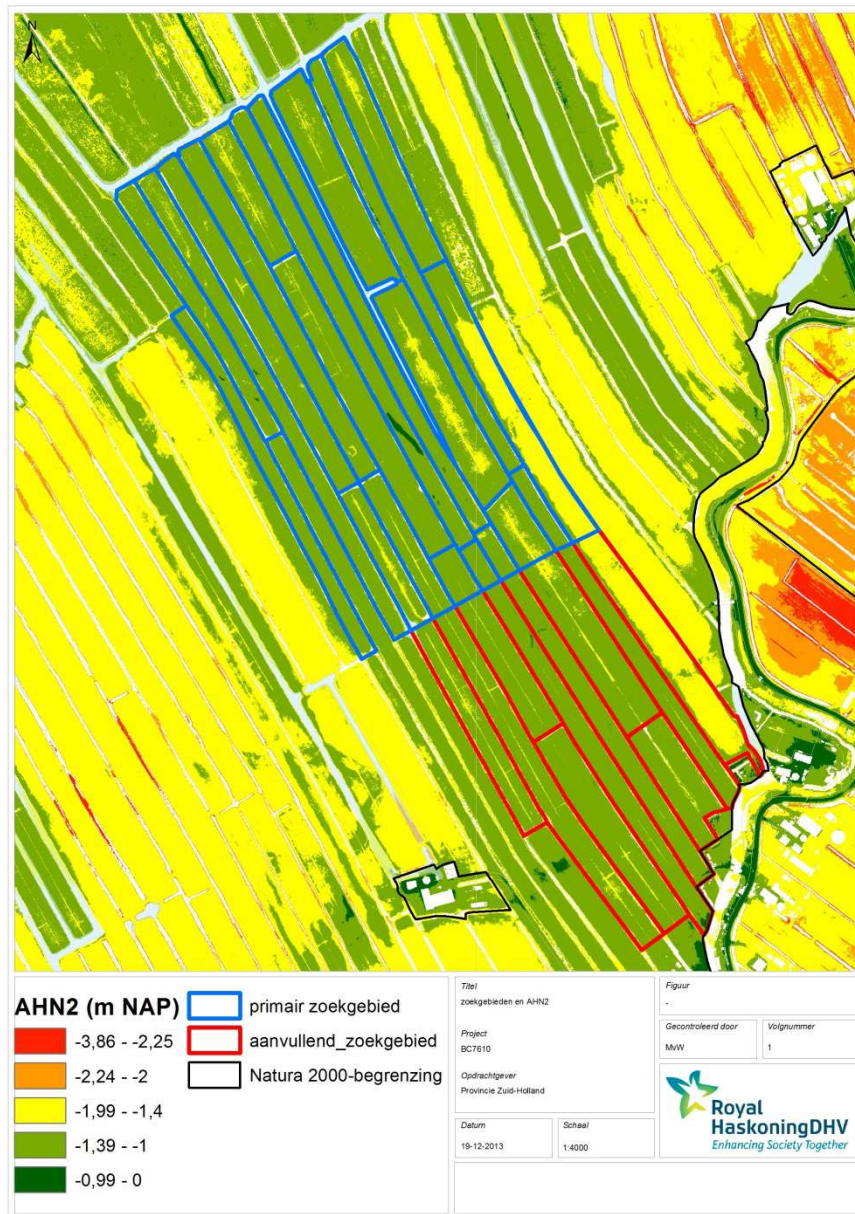 N
AHN2 (m NAP)
-3,86 - -2,25
-2,24 - -2
-1,99 - -1,4
-1,39 - -1
-0,99 - 0
primair zoekgebied
aanvullend_zoekgebied
Natura 2000-begrenzing
Titel
zoekgebieden en AHN2
Project
BC7610
Opdrachtgever
Provincie Zuid-Holland
Datum
19-12-2013
Schaal
1:4000
Figuur
-
Gecontroleerd door
MvW
Volgnummer
1
Royal
HaskoningDHV
Enhancing Society Together